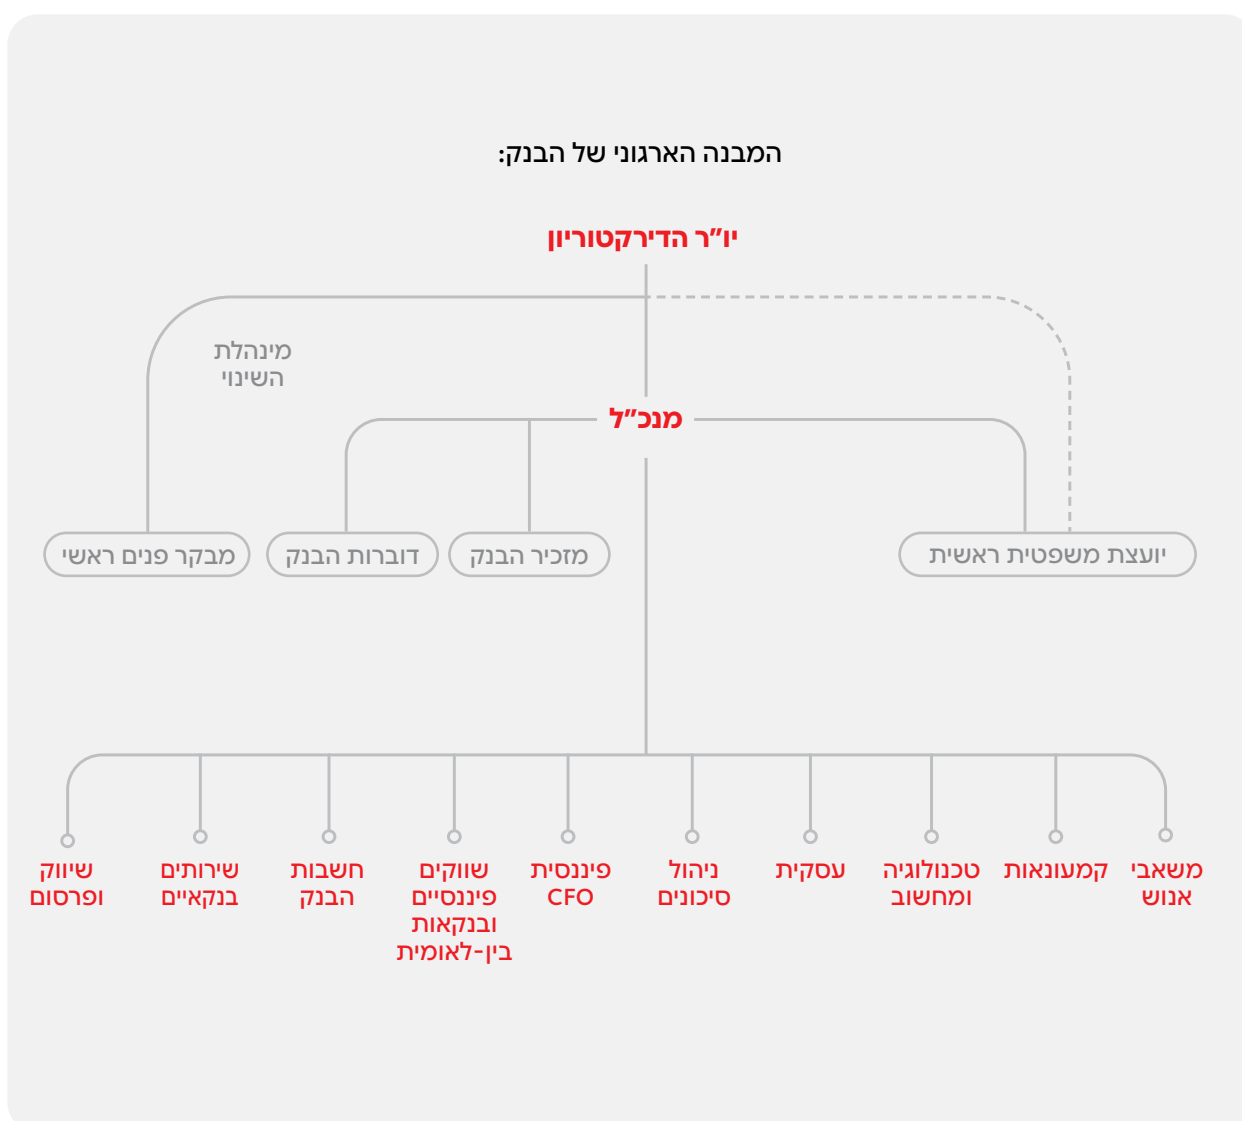 המבנה הארגוני של הבנק:
יו"ר הדירקטוריון
מינהלת
השינוי
מנכ"ל
יועצת משפטית ראשית
מזכיר הבנק
דוברות הבנק
מבקר פנים ראשי
משאבי
אנוש
קמעונאות
טכנולוגיה
ומחשוב
עסקית
ניהול
סיכונים
פיננסית
CFO
שווקים
פיננסיים
ובנקאות
בין-לאומית
חשבות
הבנק
שירותים
בנקאיים
שיווק
ופרסום